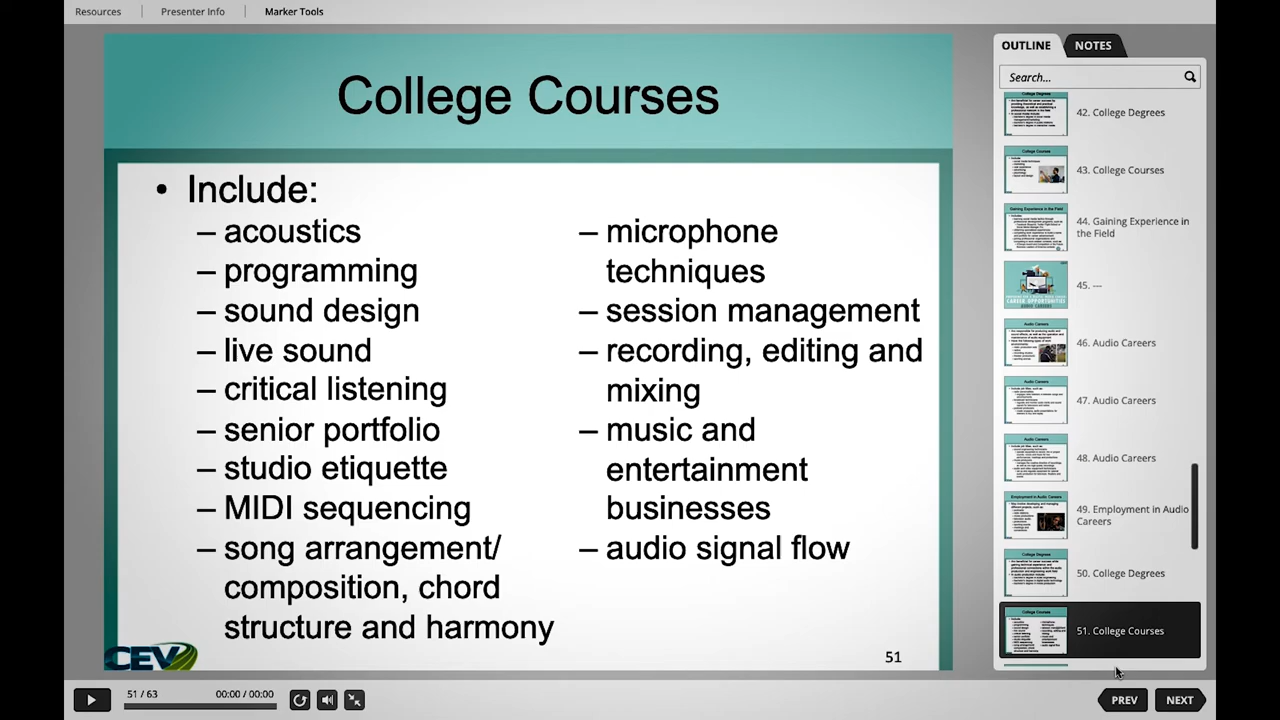 Resources
Presenter Info
Marker Tools
College Courses
• Include:
– acoustics
– programming
– sound design
– live sound
– critical listening
– senior portfolio
– studio etiquette
– MIDI sequencing
– song arrangement/
composition, chord
structure and harmony
– microphone
techniques
– session management
– recording, editing and
mixing
– music and
entertainment
businesses
– audio signal flow
CEV
51
OUTLINE
NOTES
Search...
42. College Degrees
43. College Courses
44. Gaining Experience in the
Field
45. ---
46. Audio Careers
47. Audio Careers
48. Audio Careers
49. Employment in Audio
Careers
50. College Degrees
51. College Courses
51 / 63
00:00 / 00:00
PREV
NEXT